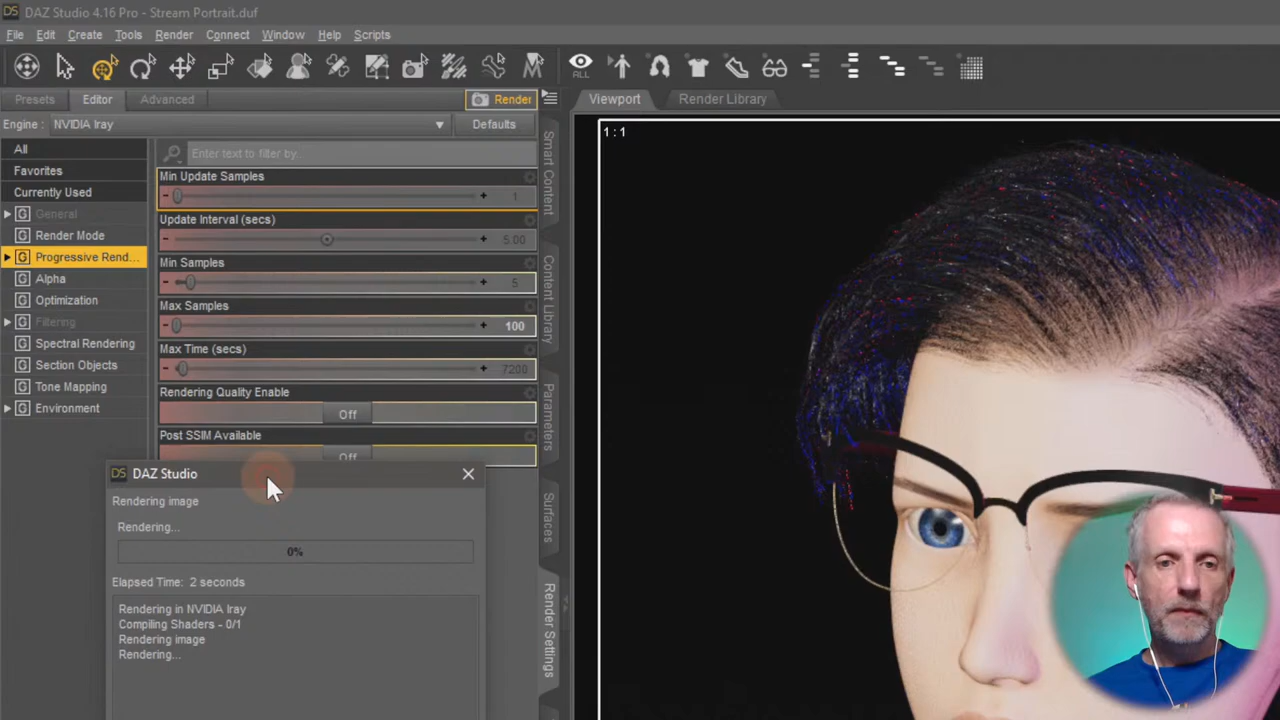 DS DAZ Studio 4.16 Pro - Stream Portrait.duf
File Edit Create Tools Render Connect Window Help Scripts
ALL
Presets Editor Advanced Render
Viewport Render Library
Engine : NVIDIA Iray Defaults
1 : 1
All
Favorites
Currently Used
G General
G Render Mode
G Progressive Rend...
G Alpha
G Optimization
G Filtering
G Spectral Rendering
G Section Objects
G Tone Mapping
G Environment
Enter text to filter by...
Min Update Samples
- + 1
Update Interval (secs)
- + 5.00
Min Samples
- + 5
Max Samples
- + 100
Max Time (secs)
- + 7200
Rendering Quality Enable
Off
Post SSIM Available
Off
Smart Content
Content Library
Parameters
Surfaces
Render Settings
DS DAZ Studio
Rendering image
Rendering...
0%
Elapsed Time: 2 seconds
Rendering in NVIDIA Iray
Compiling Shaders - 0/1
Rendering image
Rendering...